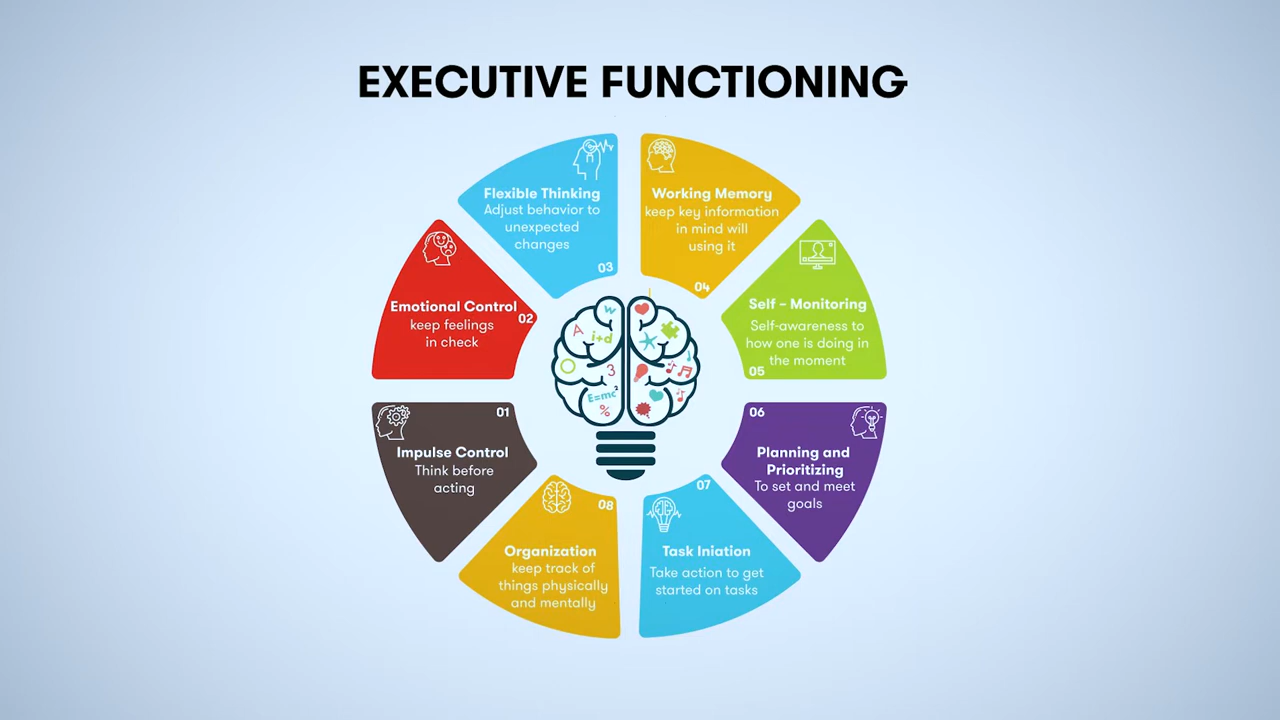 EXECUTIVE FUNCTIONING
Flexible Thinking
Adjust behavior to
unexpected
changes
03
Working Memory
keep key information
in mind will
using it
04
Emotional Control
keep feelings
in check
02
Self - Monitoring
Self-awareness to
how one is doing in
the moment
05
W
A
i+d
3
E=mc²
%
01
Impulse Control
Think before
acting
06
Planning and
Prioritizing
To set and meet
goals
08
Organization
keep track of
things physically
and mentally
07
Task Iniation
Take action to get
started on tasks